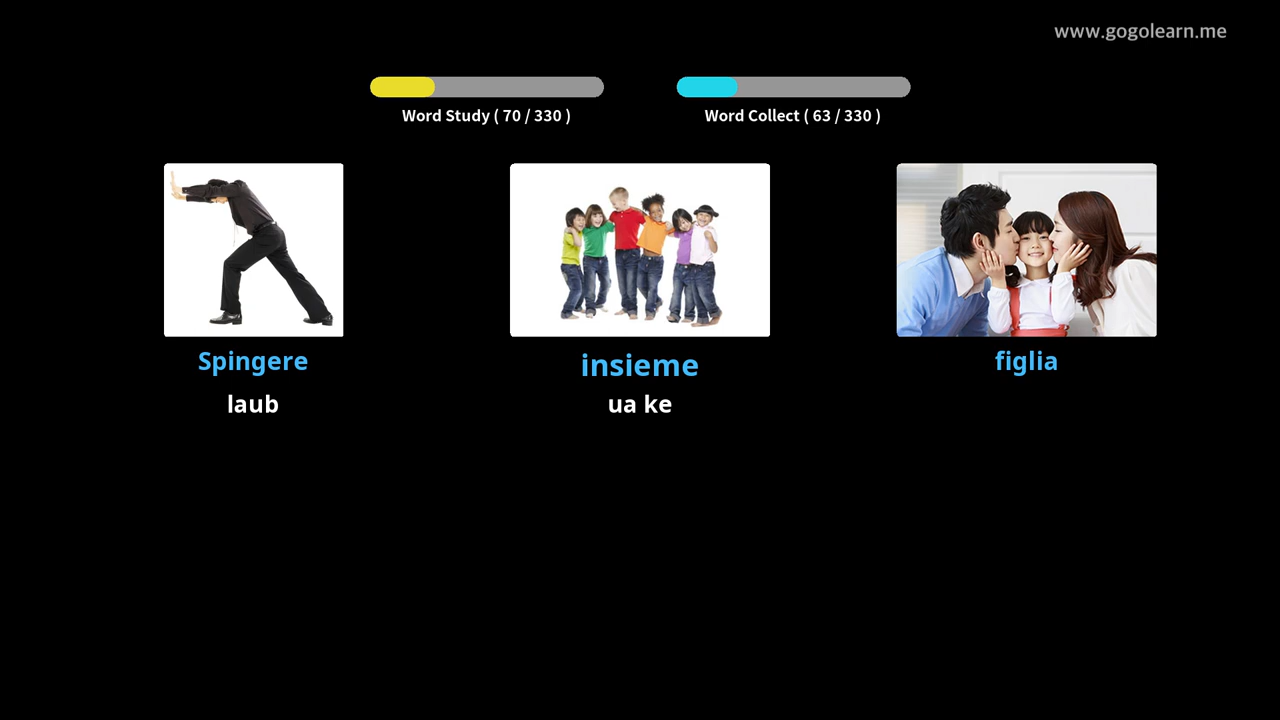 www.gogolearn.me
Word Study ( 70 / 330 )
Word Collect ( 63 / 330 )
Spingere
insieme
figlia
laub
ua ke